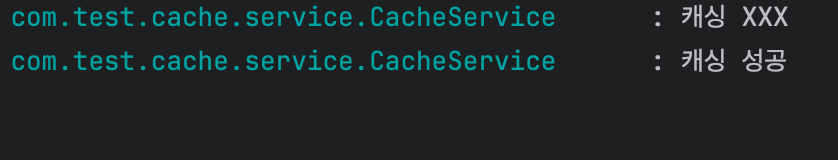 com.test.cache.service.CacheService : 캐싱 XXX
com.test.cache.service.CacheService : 캐싱 성공